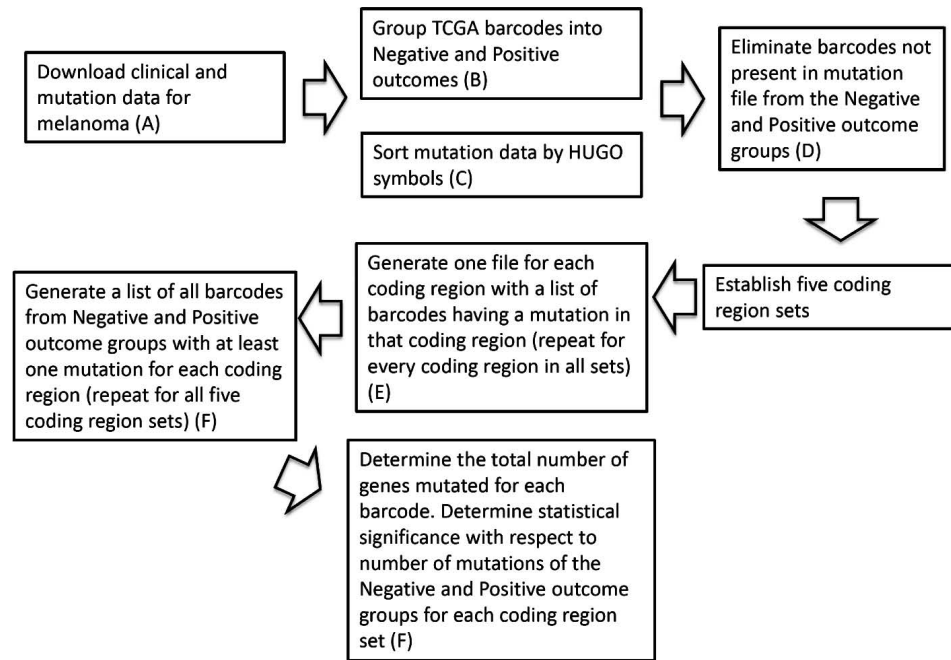 Download clinical and
mutation data for
melanoma (A)
Group TCGA barcodes into
Negative and Positive
outcomes (B)
Sort mutation data by HUGO
symbols (C)
Eliminate barcodes not
present in mutation
file from the Negative
and Positive outcome
groups (D)
Establish five coding
region sets
Generate one file for each
coding region with a list of
barcodes having a mutation in
that coding region (repeat for
every coding region in all sets)
(E)
Generate a list of all barcodes
from Negative and Positive
outcome groups with at least
one mutation for each coding
region (repeat for all five
coding region sets) (F)
Determine the total number of
genes mutated for each
barcode. Determine statistical
significance with respect to
number of mutations of the
Negative and Positive outcome
groups for each coding region
set (F)